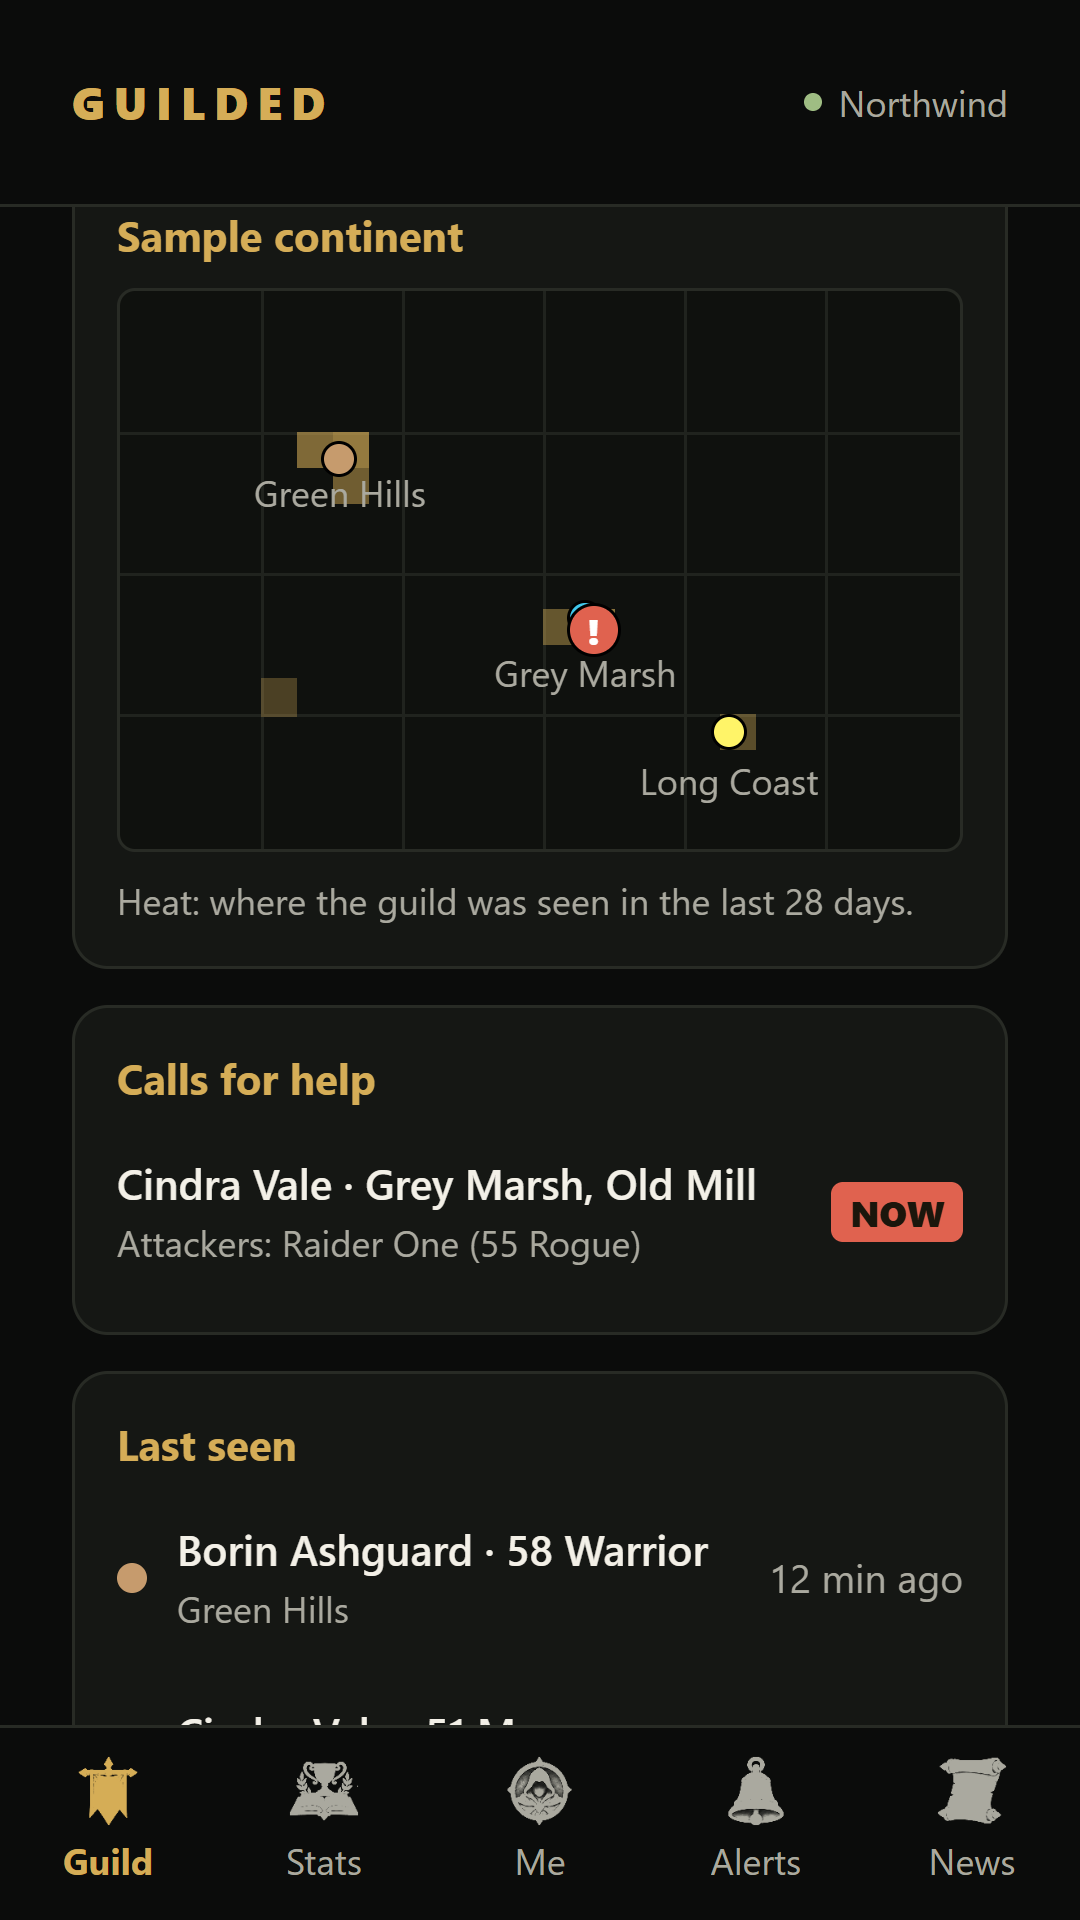 GUILDED
Northwind
Sample continent
Green Hills
!
Grey Marsh
Long Coast
Heat: where the guild was seen in the last 28 days.
Calls for help
Cindra Vale · Grey Marsh, Old Mill
NOW
Attackers: Raider One (55 Rogue)
Last seen
Borin Ashguard · 58 Warrior
12 min ago
Green Hills
Guild
Stats
Me
Alerts
News